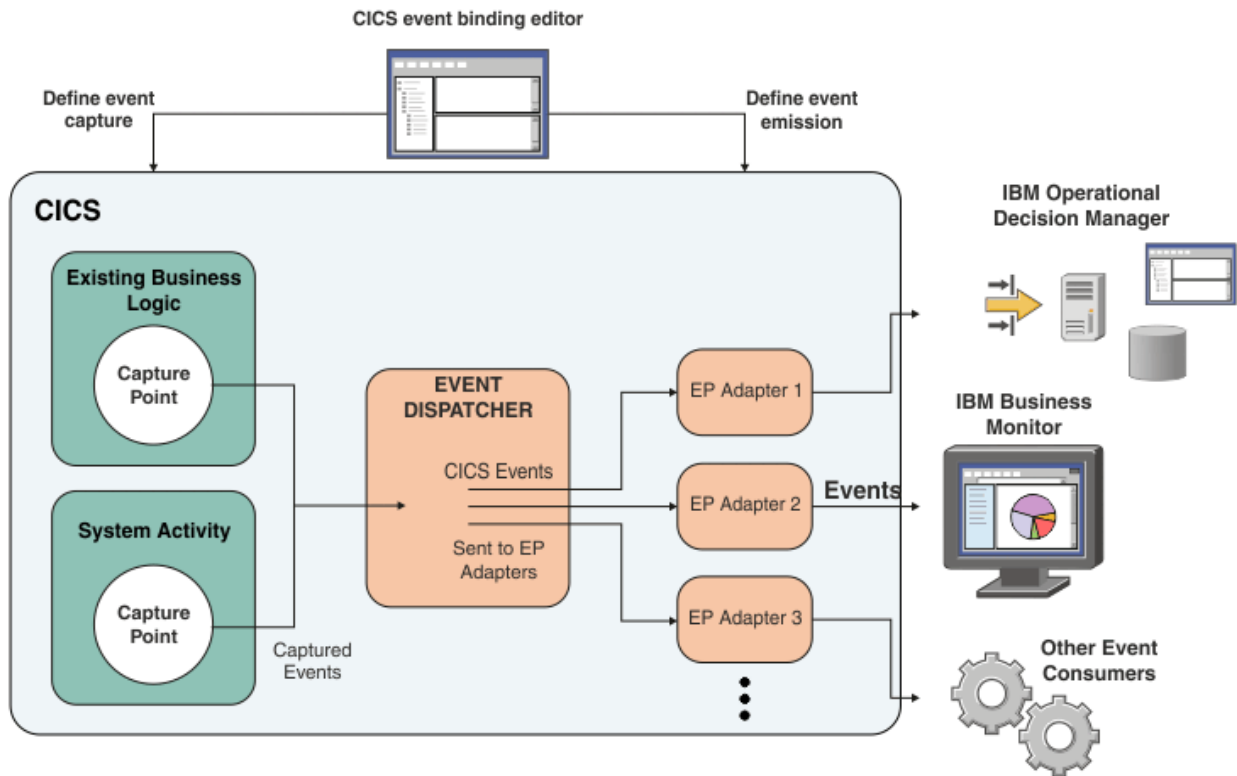 CICS event binding editor
Define event
capture
Define event
emission
CICS
Existing Business
Logic
Capture
Point
System Activity
Capture
Point
Captured
Events
EVENT
DISPATCHER
CICS Events
Sent to EP
Adapters
EP Adapter 1
EP Adapter 2
EP Adapter 3
Events
IBM Operational
Decision Manager
IBM Business
Monitor
Other Event
Consumers